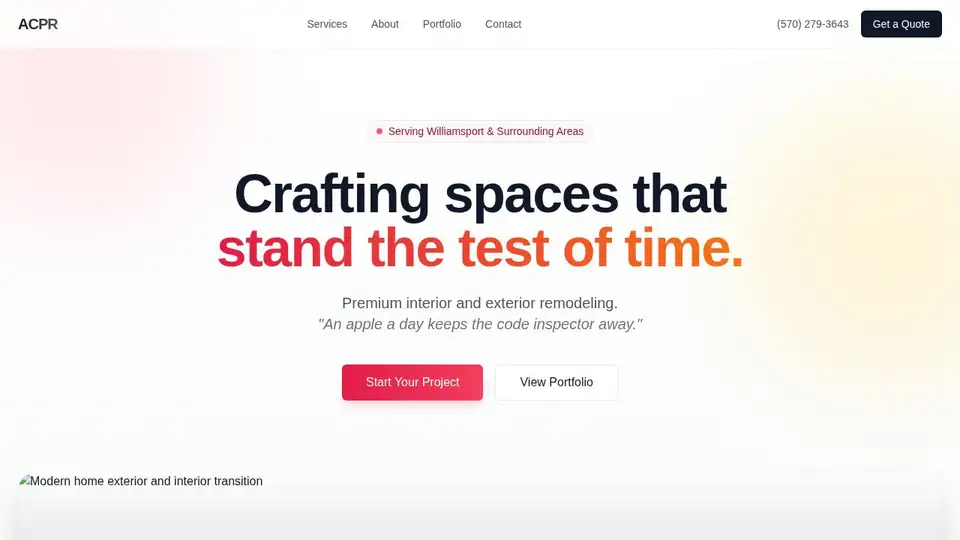 ACPR
Services
About
Portfolio
Contact
(570) 279-3643
Get a Quote
Serving Williamsport & Surrounding Areas
Crafting spaces that
stand the test of time.
Premium interior and exterior remodeling.
"An apple a day keeps the code inspector away."
Start Your Project
View Portfolio
Modern home exterior and interior transition